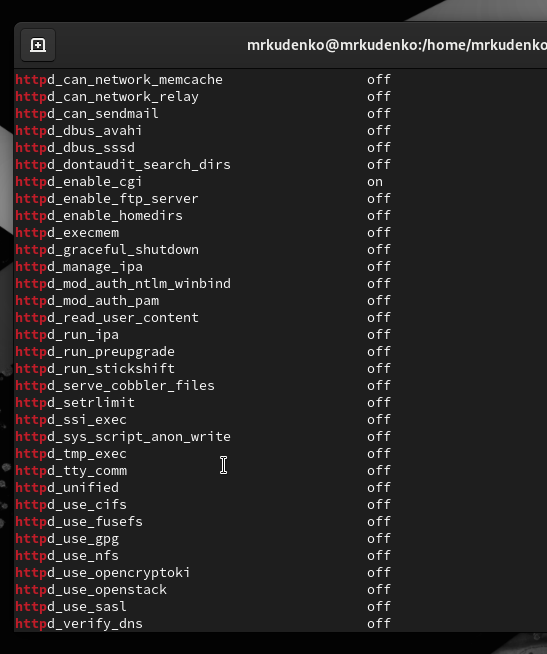 mrkudenko@mrkudenko:/home/mrkudenko
httpd_can_network_memcache off
httpd_can_network_relay off
httpd_can_sendmail off
httpd_dbus_avahi off
httpd_dbus_sssd off
httpd_dontaudit_search_dirs off
httpd_enable_cgi on
httpd_enable_ftp_server off
httpd_enable_homedirs off
httpd_execmem off
httpd_graceful_shutdown off
httpd_manage_ipa off
httpd_mod_auth_ntlm_winbind off
httpd_mod_auth_pam off
httpd_read_user_content off
httpd_run_ipa off
httpd_run_preupgrade off
httpd_run_stickshift off
httpd_serve_cobbler_files off
httpd_setrlimit off
httpd_ssi_exec off
httpd_sys_script_anon_write off
httpd_tmp_exec off
httpd_tty_comm off
httpd_unified off
httpd_use_cifs off
httpd_use_fusefs off
httpd_use_gpg off
httpd_use_nfs off
httpd_use_opencryptoki off
httpd_use_openstack off
httpd_use_sasl off
httpd_verify_dns off